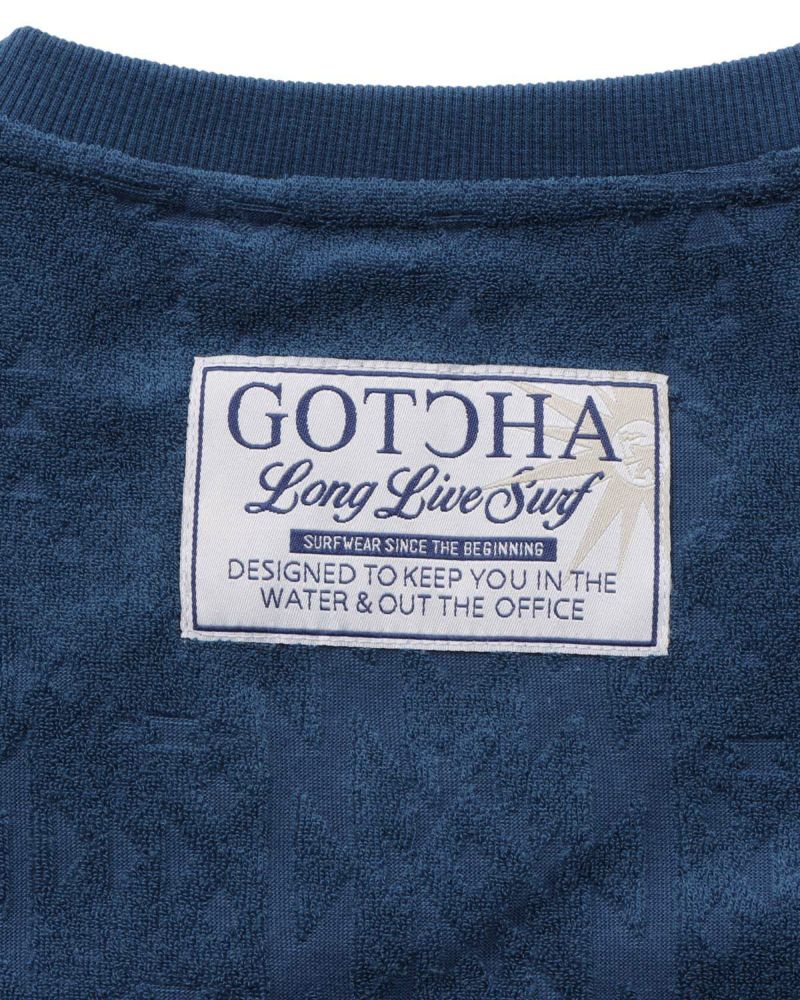 GOTCHA
Long Live Surf
SURFWEAR SINCE THE BEGINNING
DESIGNED TO KEEP YOU IN THE
WATER & OUT THE OFFICE